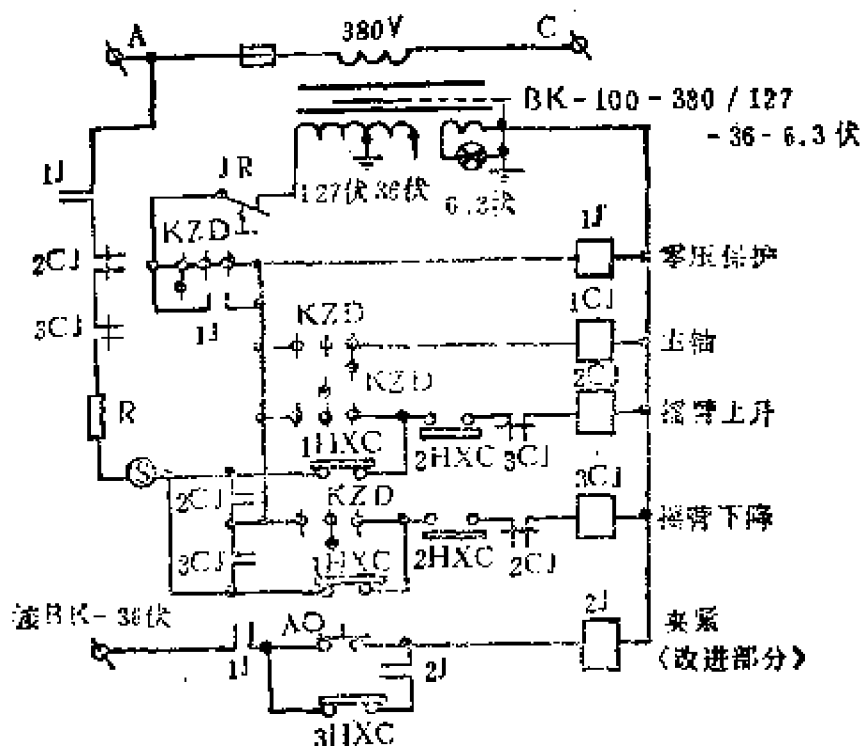 A
380V
C
BK-100-380/127
-36-6.3伏
1J
JR
127伏36伏
6.3伏
1J
KZD
2CJ
零压保护
1CJ
3CJ
1J
KZD
主轴
2CJ
KZD
R
摇臂上升
1HXC
2HXC
3CJ
S
3CJ
2CJ
KZD
摇臂下降
3CJ
1HXC
2HXC
2CJ
接BK-36伏
2J
AO
夹紧
1J
2J
(改进部分)
3HXC